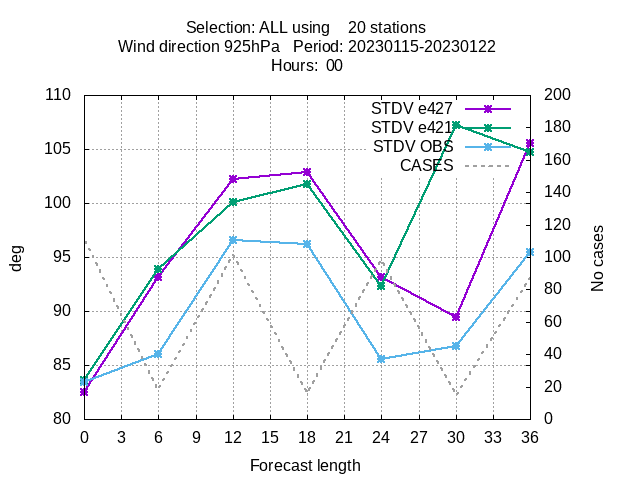 Selection: ALL using 20 stations
Wind direction 925hPa Period: 20230115-20230122
Hours: 00
110
105
100
95
90
85
80
200
180
160
140
120
100
80
60
40
20
0
STDV e427
STDV e421
STDV OBS
CASES
deg
No cases
0 3 6 9 12 15 18 21 24 27 30 33 36
Forecast length